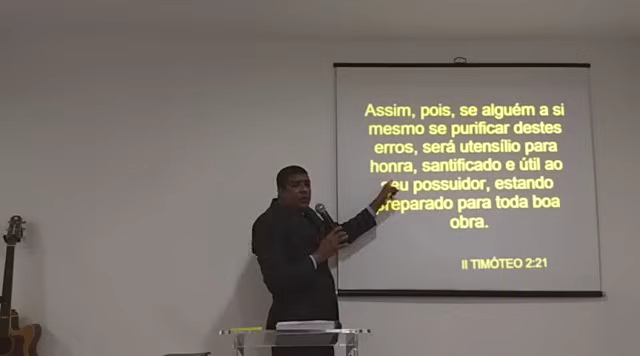 Assim, pois, se alguém a si
mesmo se purificar destes
erros, será utensílio para
honra, santificado e útil ao
seu possuidor, estando
preparado para toda boa
obra.
II TIMÓTEO 2:21